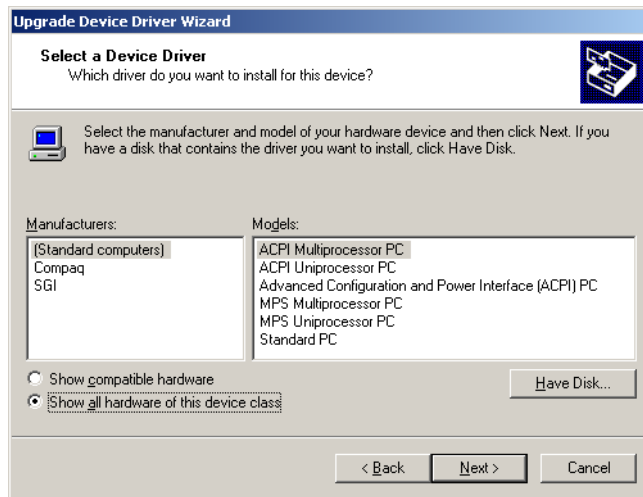 Upgrade Device Driver Wizard
Select a Device Driver
Which driver do you want to install for this device?
Select the manufacturer and model of your hardware device and then click Next. If you
have a disk that contains the driver you want to install, click Have Disk.
Manufacturers:
(Standard computers)
Compaq
SGI
Models:
ACPI Multiprocessor PC
ACPI Uniprocessor PC
Advanced Configuration and Power Interface (ACPI) PC
MPS Multiprocessor PC
MPS Uniprocessor PC
Standard PC
Show compatible hardware
Show all hardware of this device class
Have Disk...
< Back
Next >
Cancel